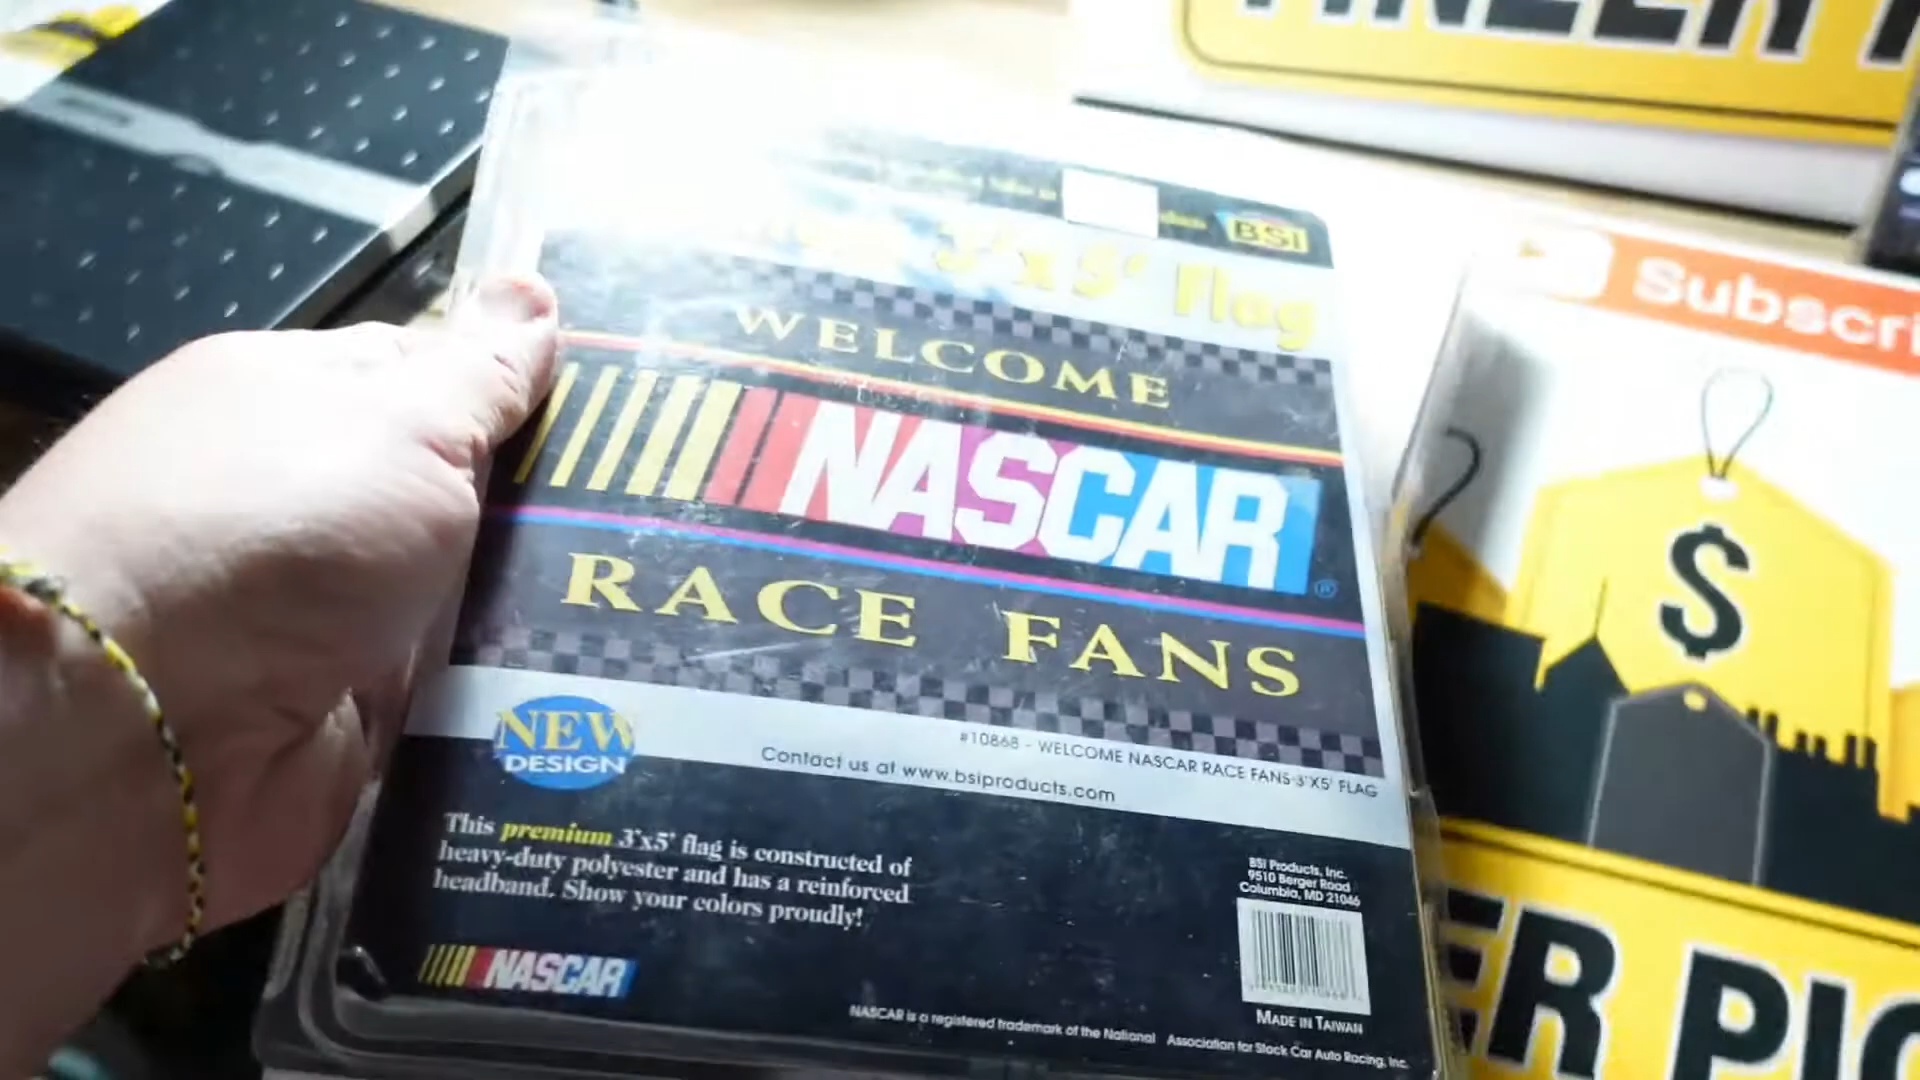 BSI
3'x5' Flag
WELCOME
NASCAR®
RACE FANS
#10868 - WELCOME NASCAR RACE FANS-3'X5' FLAG
NEW
DESIGN
Contact us at www.bsiproducts.com
This premium 3'x5' flag is constructed of
heavy-duty polyester and has a reinforced
headband. Show your colors proudly!
BSI Products, Inc.
9510 Berger Road
Columbia, MD 21046
NASCAR
MADE IN TAIWAN
NASCAR is a registered trademark of the National Association for Stock Car Auto Racing, Inc.
Subscri
$
ER PIC